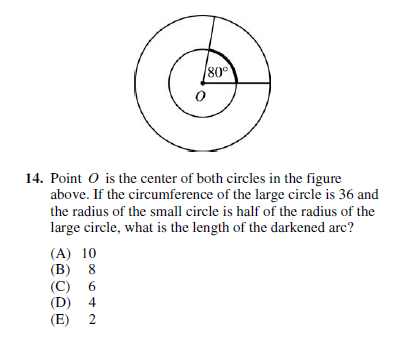 80°
O
14. Point O is the center of both circles in the figure
above. If the circumference of the large circle is 36 and
the radius of the small circle is half of the radius of the
large circle, what is the length of the darkened arc?
(A) 10
(B) 8
(C) 6
(D) 4
(E) 2